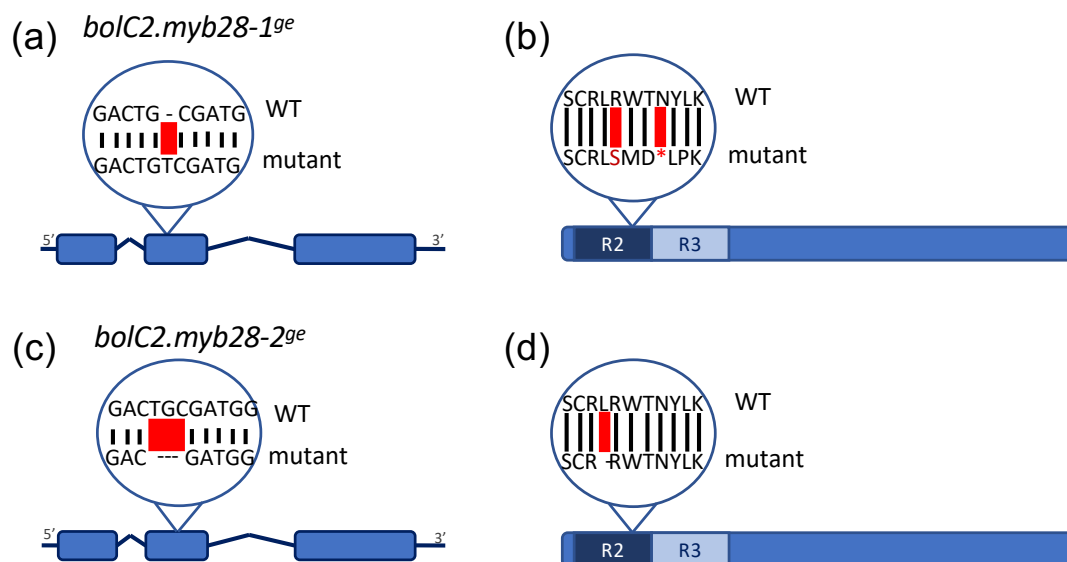 (a)
bolC2.myb28-1ge
GACTG - CGATG WT
GACTGTCGATG mutant
5’ 3’
(b)
SCRLRWTNYLK WT
SCRLSMD*LPK mutant
R2 R3
(c)
bolC2.myb28-2ge
GACTGCGATGG WT
GAC --- GATGG mutant
5’ 3’
(d)
SCRLRWTNYLK WT
SCR -RWTNYLK mutant
R2 R3